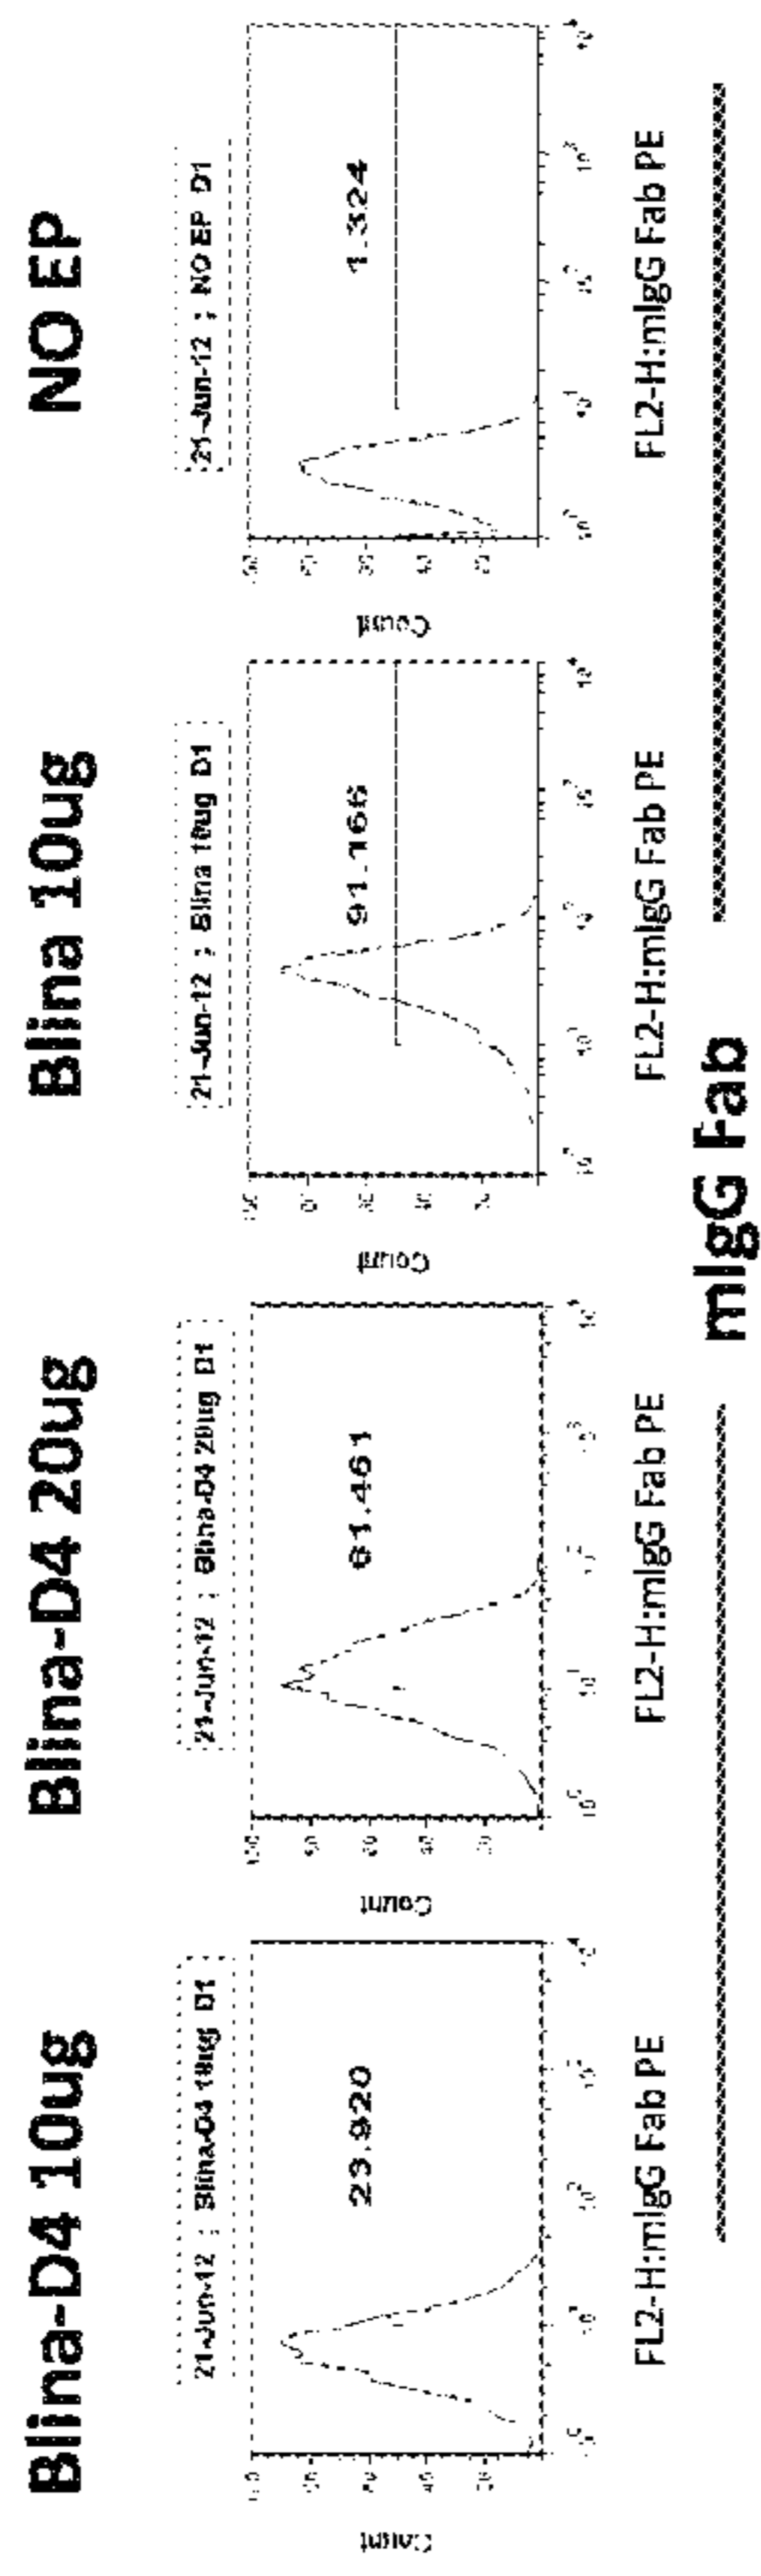 Blina-D4 10ug
Blina-D4 20ug
Blina 10ug
NO EP
21-Jun-12 ; Blina-D4 10ug D1
21-Jun-12 ; Blina-D4 20ug D1
21-Jun-12 ; Blina 10ug D1
21-Jun-12 ; NO EP D1
23.920
61.461
91.166
1.324
Count
Count
Count
Count
FL2-H:mIgG Fab PE
FL2-H:mIgG Fab PE
FL2-H:mIgG Fab PE
FL2-H:mIgG Fab PE
mIgG Fab